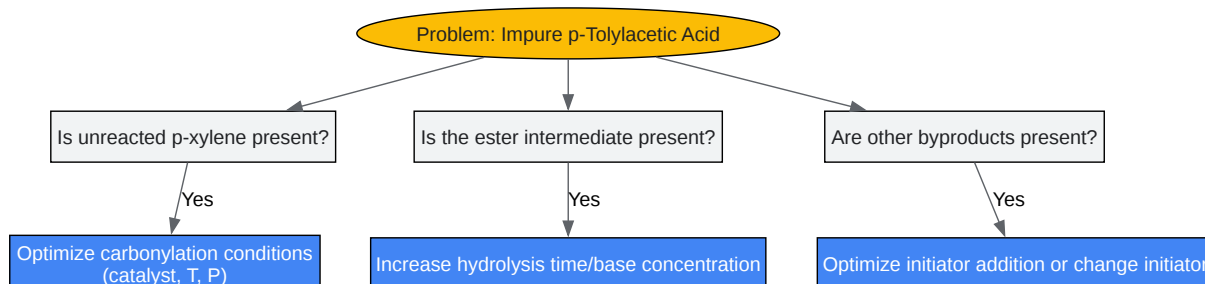 Problem: Impure p-Tolylacetic Acid
Is unreacted p-xylene present?
Is the ester intermediate present?
Are other byproducts present?
Yes
Yes
Yes
Optimize carbonylation conditions
(catalyst, T, P)
Increase hydrolysis time/base concentration
Optimize initiator addition or change initiator